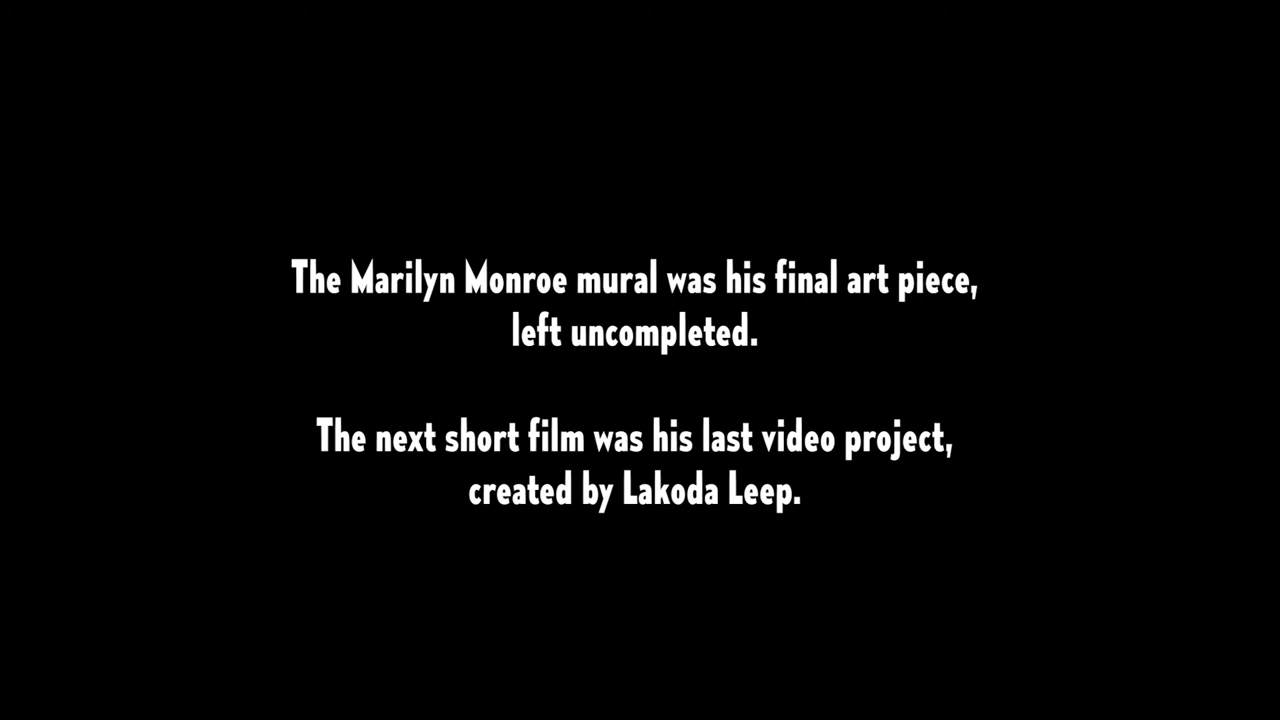 The Marilyn Monroe mural was his final art piece,
left uncompleted.
The next short film was his last video project,
created by Lakoda Leep.